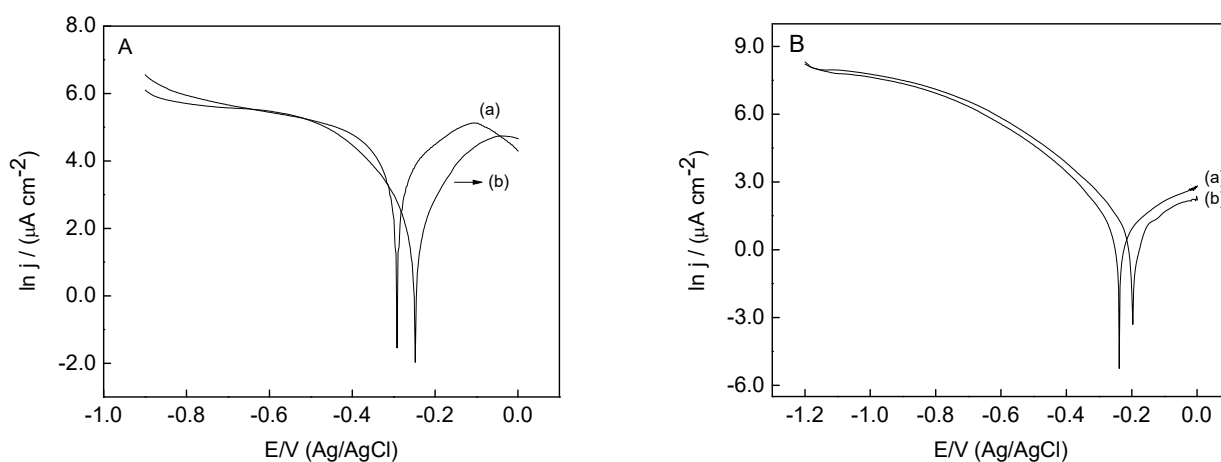 A
8.0
6.0
4.0
2.0
0.0
-2.0
ln j / (μA cm⁻²)
(a)
(b)
-1.0 -0.8 -0.6 -0.4 -0.2 0.0
E/V (Ag/AgCl)
B
9.0
6.0
3.0
0.0
-3.0
-6.0
ln j / (μA cm⁻²)
(a)
(b)
-1.2 -1.0 -0.8 -0.6 -0.4 -0.2 0.0
E/V (Ag/AgCl)